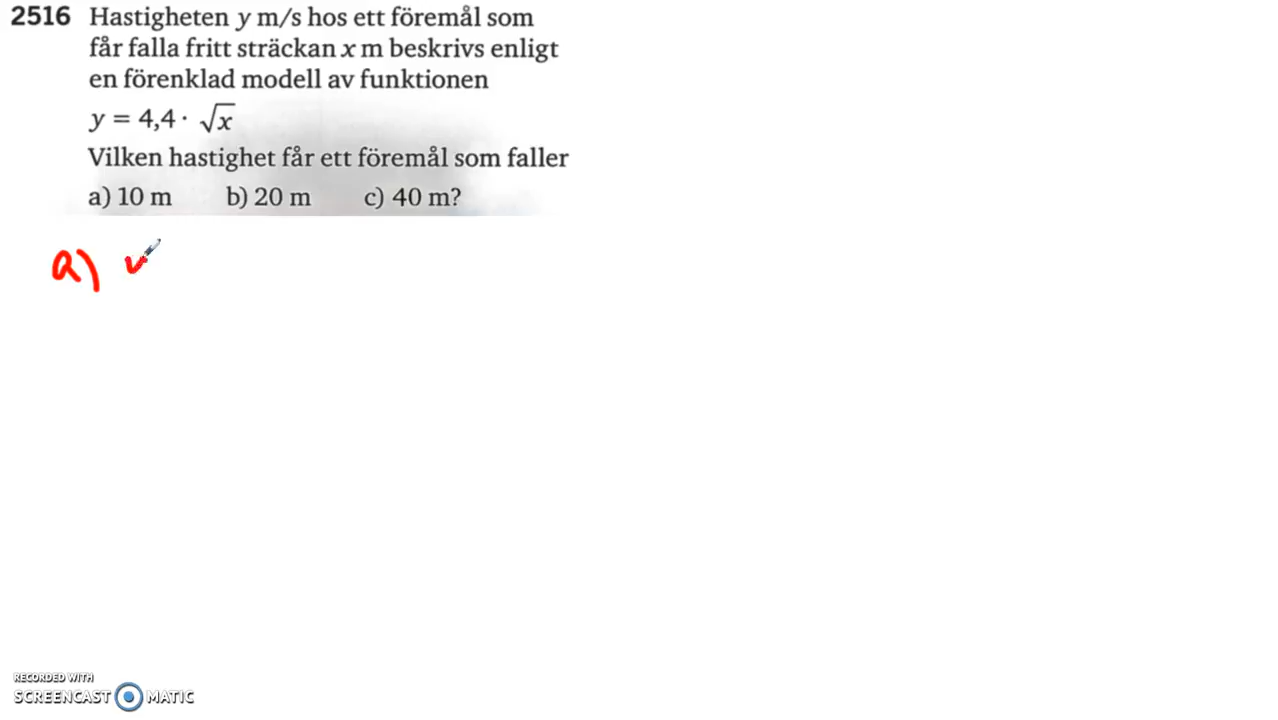 2516 Hastigheten y m/s hos ett föremål som
får falla fritt sträckan x m beskrivs enligt
en förenklad modell av funktionen
y = 4,4 · √x
Vilken hastighet får ett föremål som faller
a) 10 m b) 20 m c) 40 m?
a)
RECORDED WITH
SCREENCAST MATIC